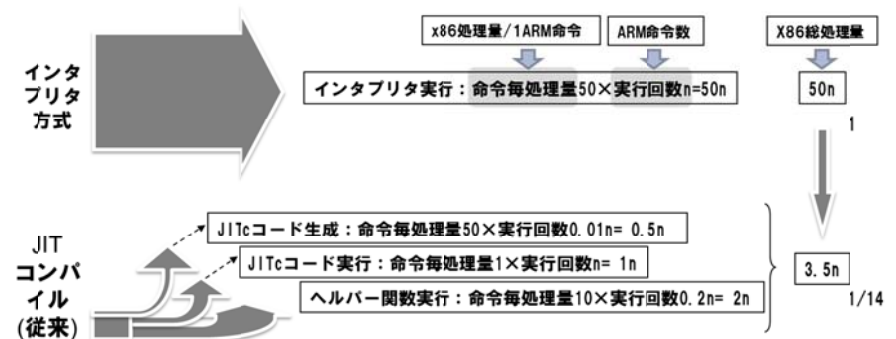 x86処理量/1ARM命令 ARM命令数 X86総処理量
インタプリタ方式
インタプリタ実行：命令毎処理量50×実行回数n=50n 50n
1
JITcコード生成：命令毎処理量50×実行回数0.01n= 0.5n
JITコンパイル(従来)
JITcコード実行：命令毎処理量1×実行回数n= 1n
3.5n
ヘルパー関数実行：命令毎処理量10×実行回数0.2n= 2n
1/14